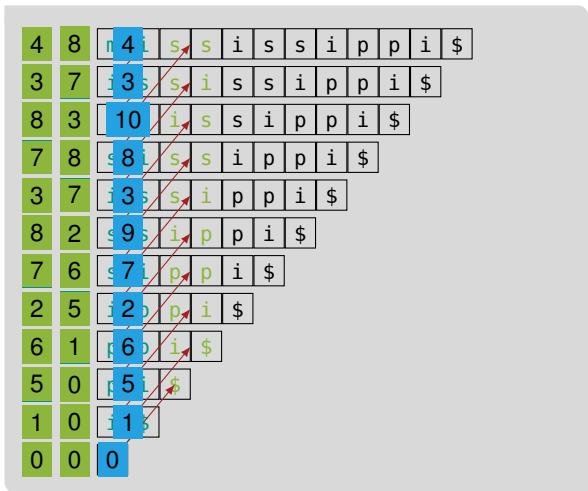 4 8 m 4 i s s i s s i p p i $
3 7 i 3 s s i s s i p p i $
8 3 10 i s s i p p i $
7 8 s 8 i s s i p p i $
3 7 i 3 s s i p p i $
8 2 s 9 s i p p i $
7 6 s 7 i p p i $
2 5 i 2 p p i $
6 1 p 6 p i $
5 0 p 5 i $
1 0 i 1 $
0 0 0